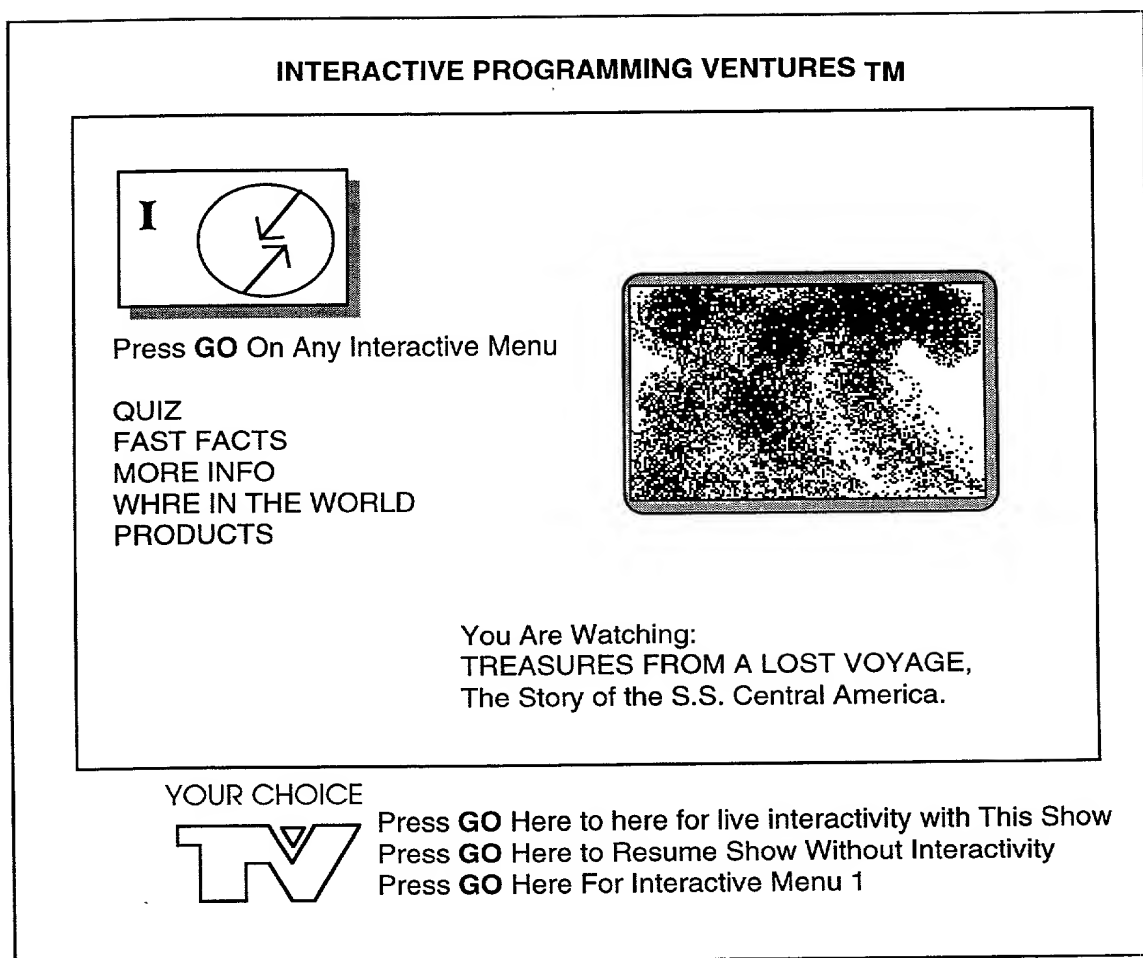 INTERACTIVE PROGRAMMING VENTURES TM
I
Press GO On Any Interactive Menu
QUIZ
FAST FACTS
MORE INFO
WHRE IN THE WORLD
PRODUCTS
You Are Watching:
TREASURES FROM A LOST VOYAGE,
The Story of the S.S. Central America.
YOUR CHOICE
TV
Press GO Here to here for live interactivity with This Show
Press GO Here to Resume Show Without Interactivity
Press GO Here For Interactive Menu 1